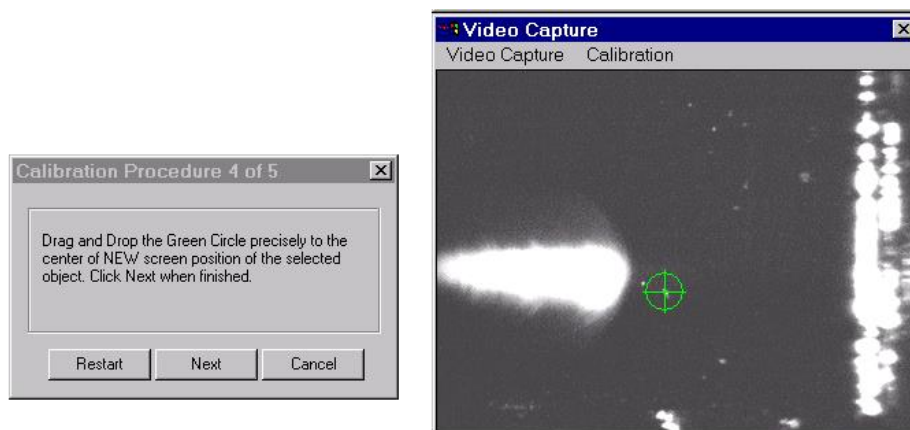 Calibration Procedure 4 of 5
Drag and Drop the Green Circle precisely to the
center of NEW screen position of the selected
object. Click Next when finished.
Restart Next Cancel
Video Capture
Video Capture Calibration